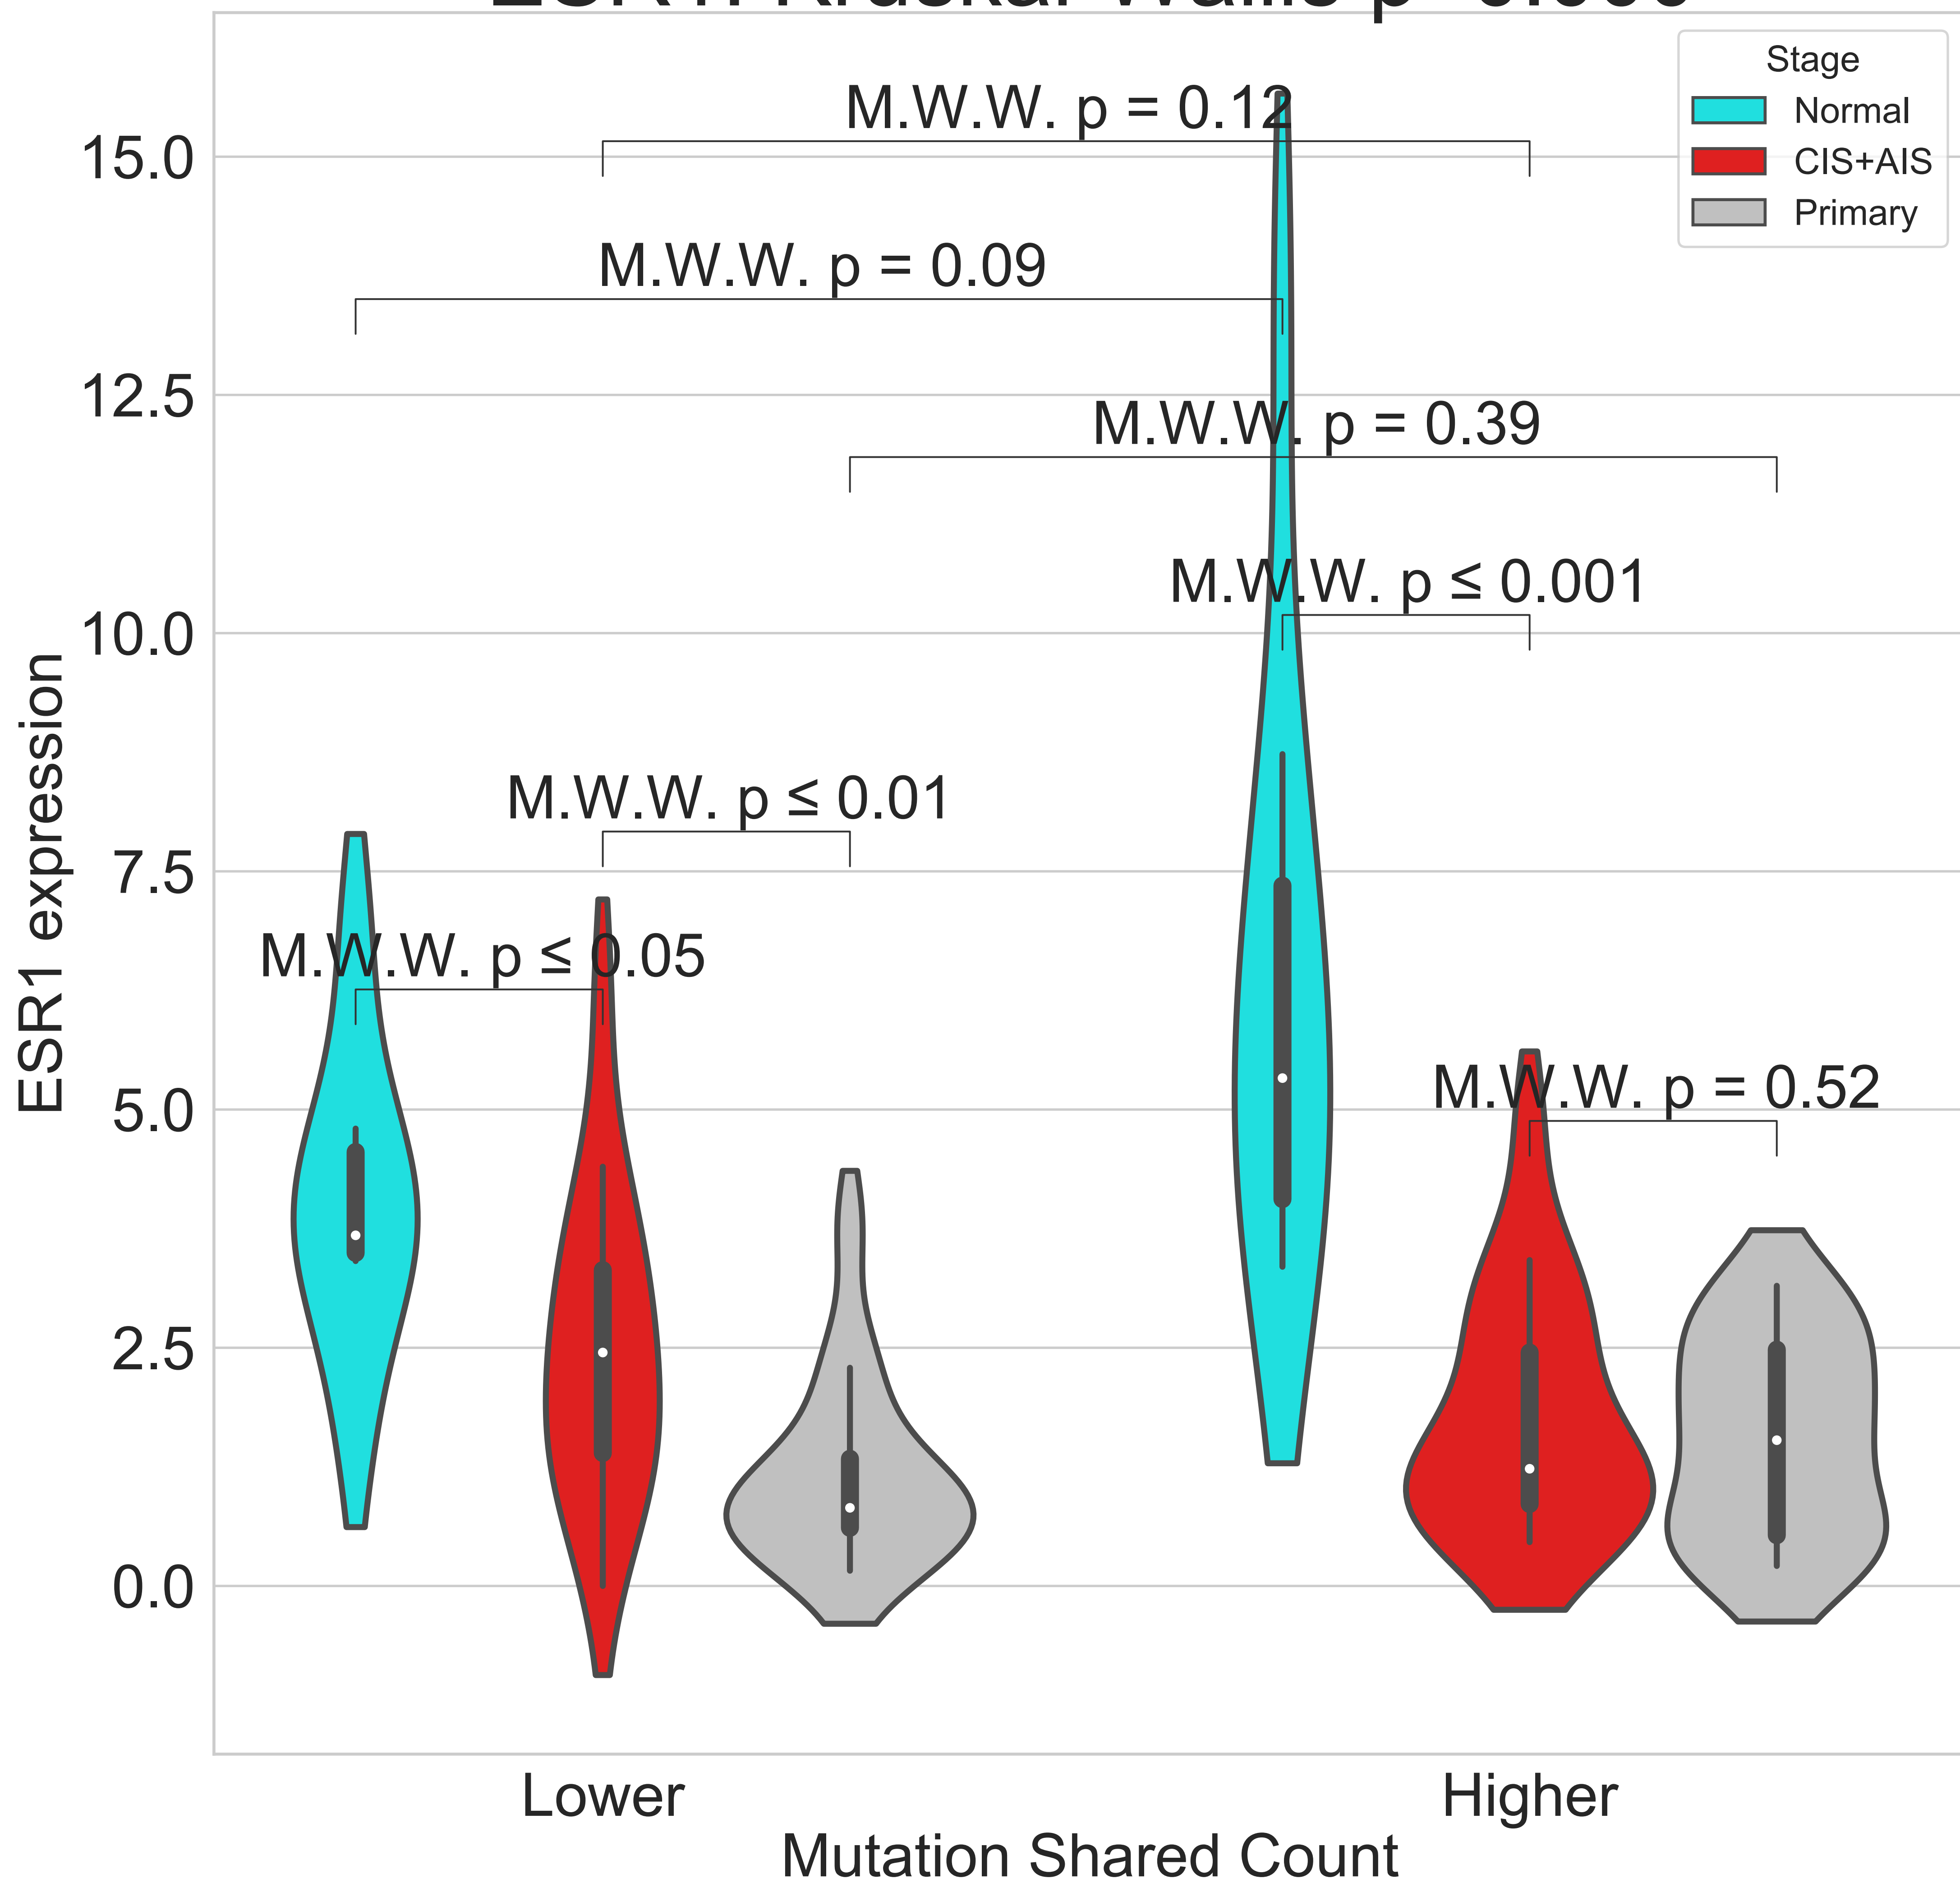 Stage
Normal
CIS+AIS
Primary
M.W.W. p = 0.12
M.W.W. p = 0.09
M.W.W. p = 0.39
M.W.W. p ≤ 0.001
M.W.W. p ≤ 0.01
M.W.W. p ≤ 0.05
M.W.W. p = 0.52
15.0
12.5
10.0
7.5
5.0
2.5
0.0
ESR1 expression
Lower
Higher
Mutation Shared Count